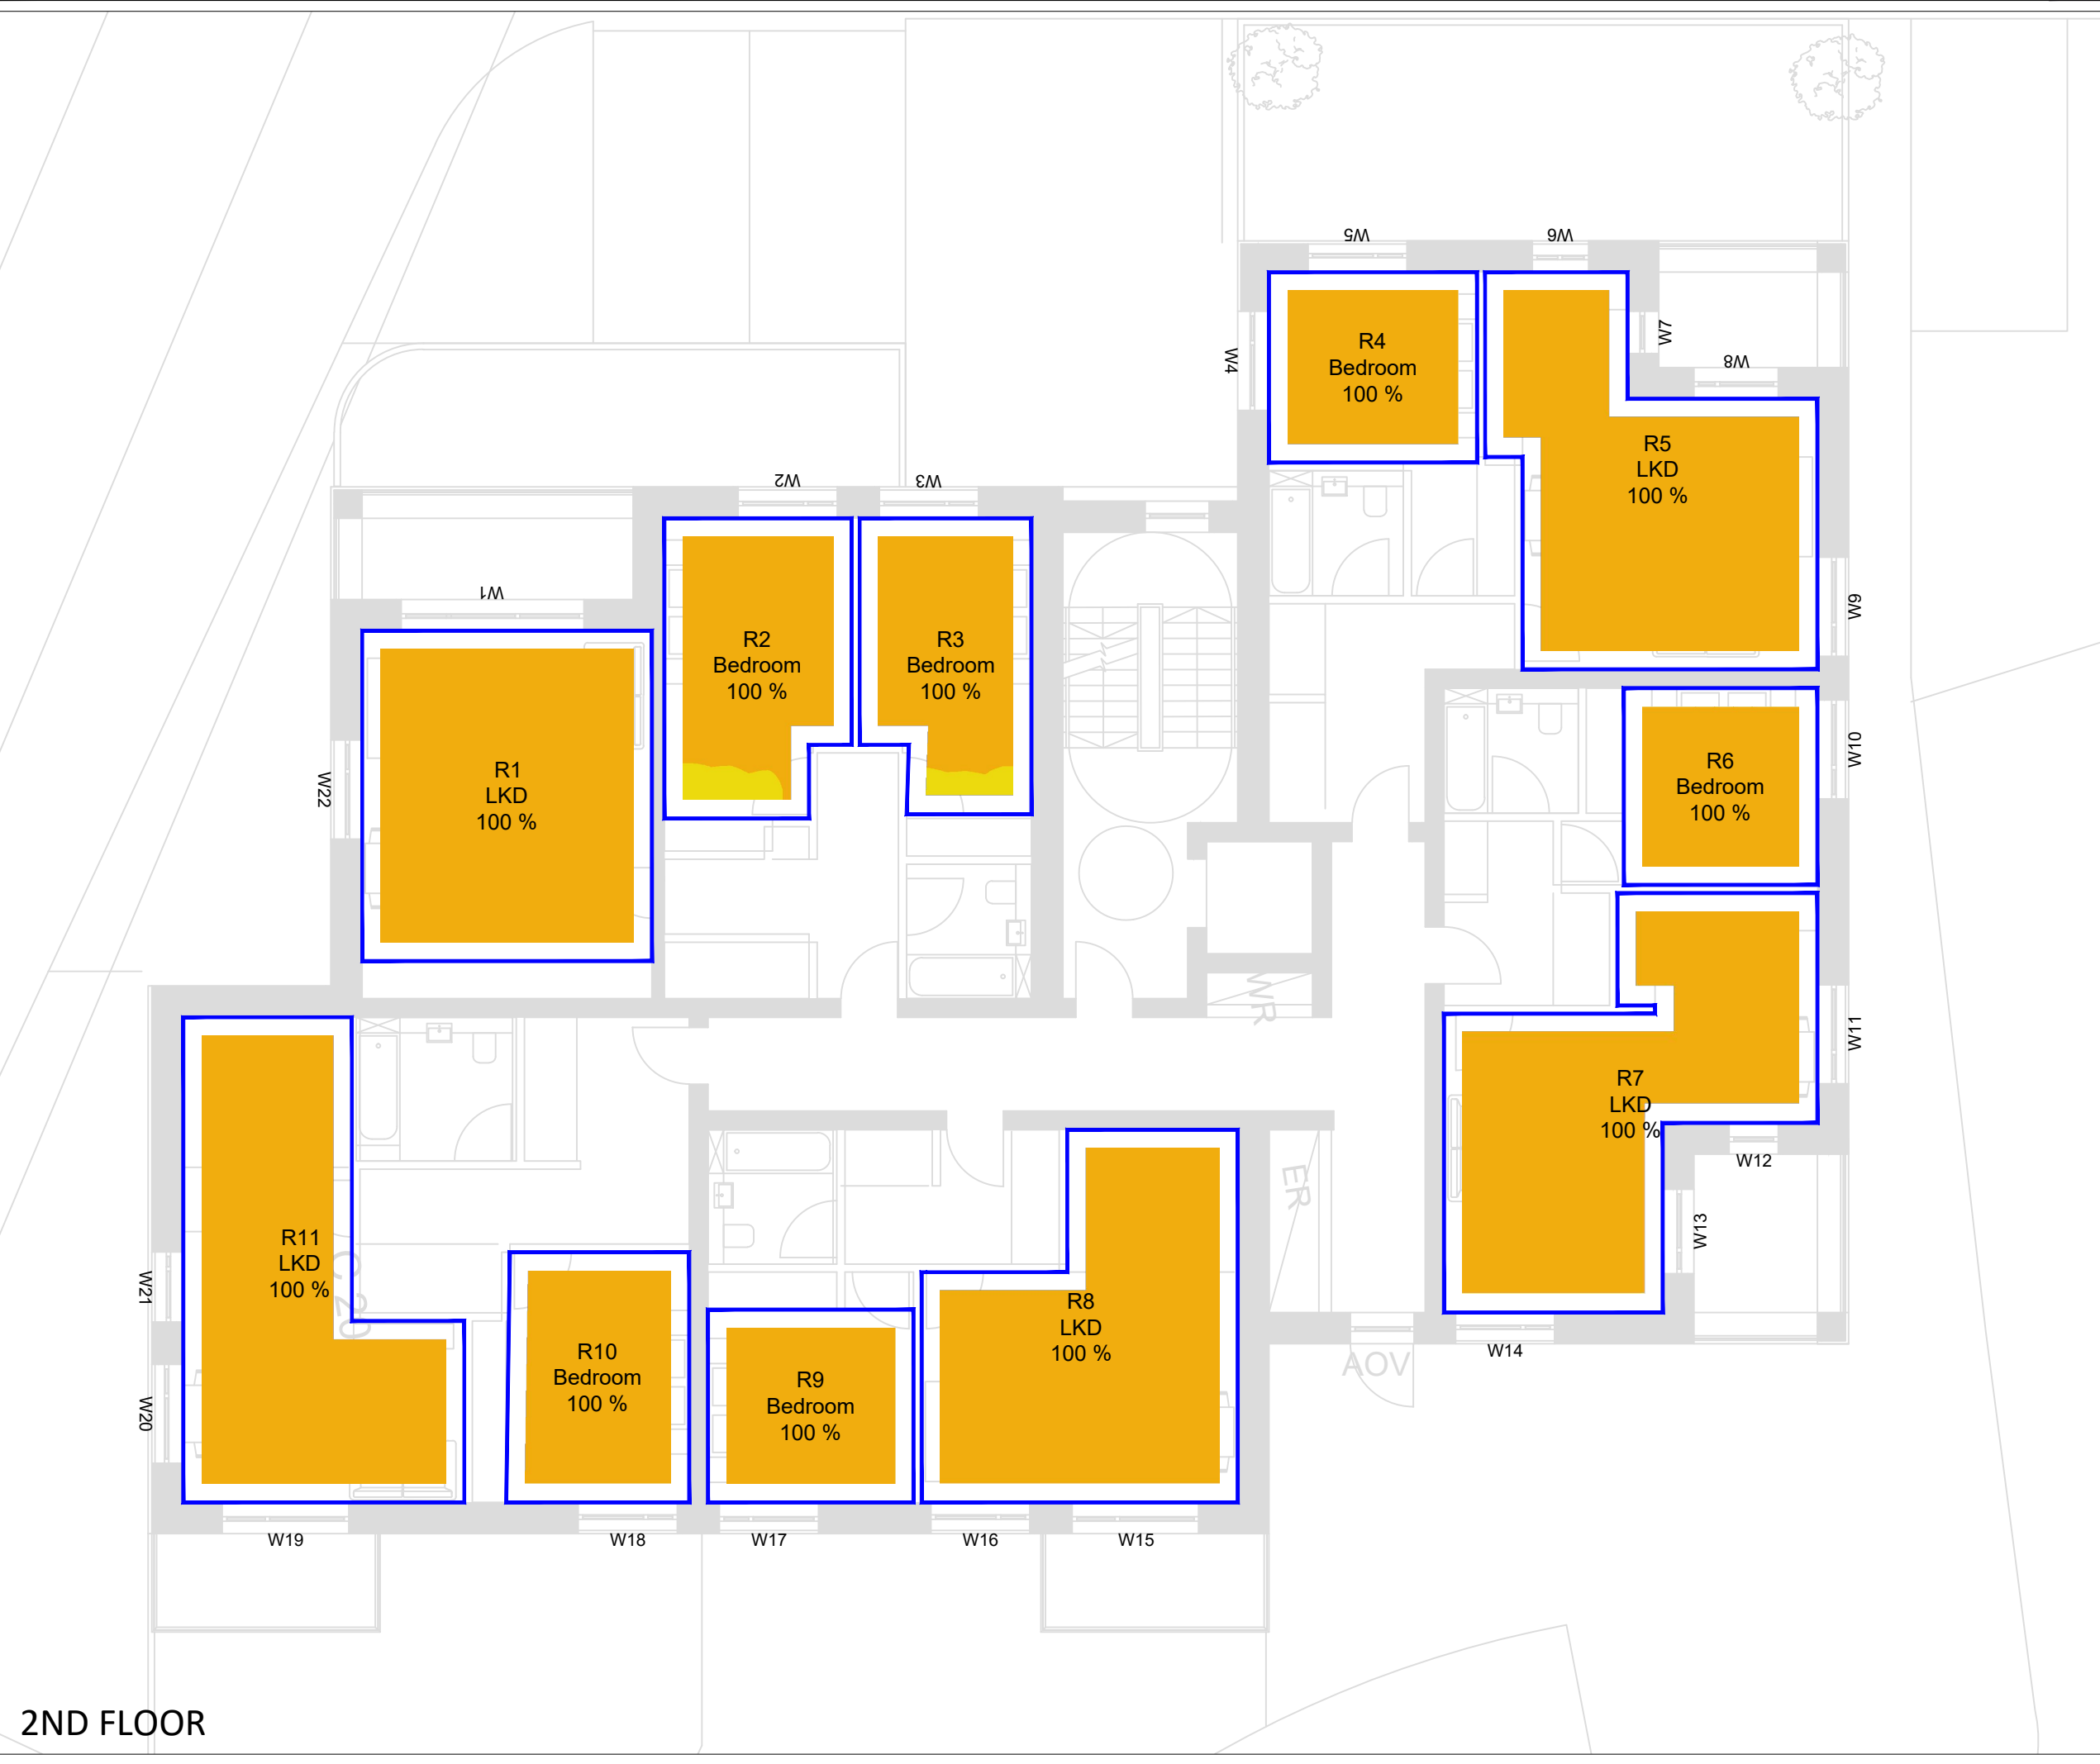 W5
W6
W7
W8
W4
R4
Bedroom
100 %
R5
LKD
100 %
W2
W3
W1
W9
R2
Bedroom
100 %
R3
Bedroom
100 %
R1
LKD
100 %
W22
R6
Bedroom
100 %
W10
WR
W11
R7
LKD
100 %
W12
ER
W13
R11
LKD
100 %
C 20
W21
W20
R10
Bedroom
100 %
R9
Bedroom
100 %
R8
LKD
100 %
W14
AOV
W19
W18
W17
W16
W15
2ND FLOOR